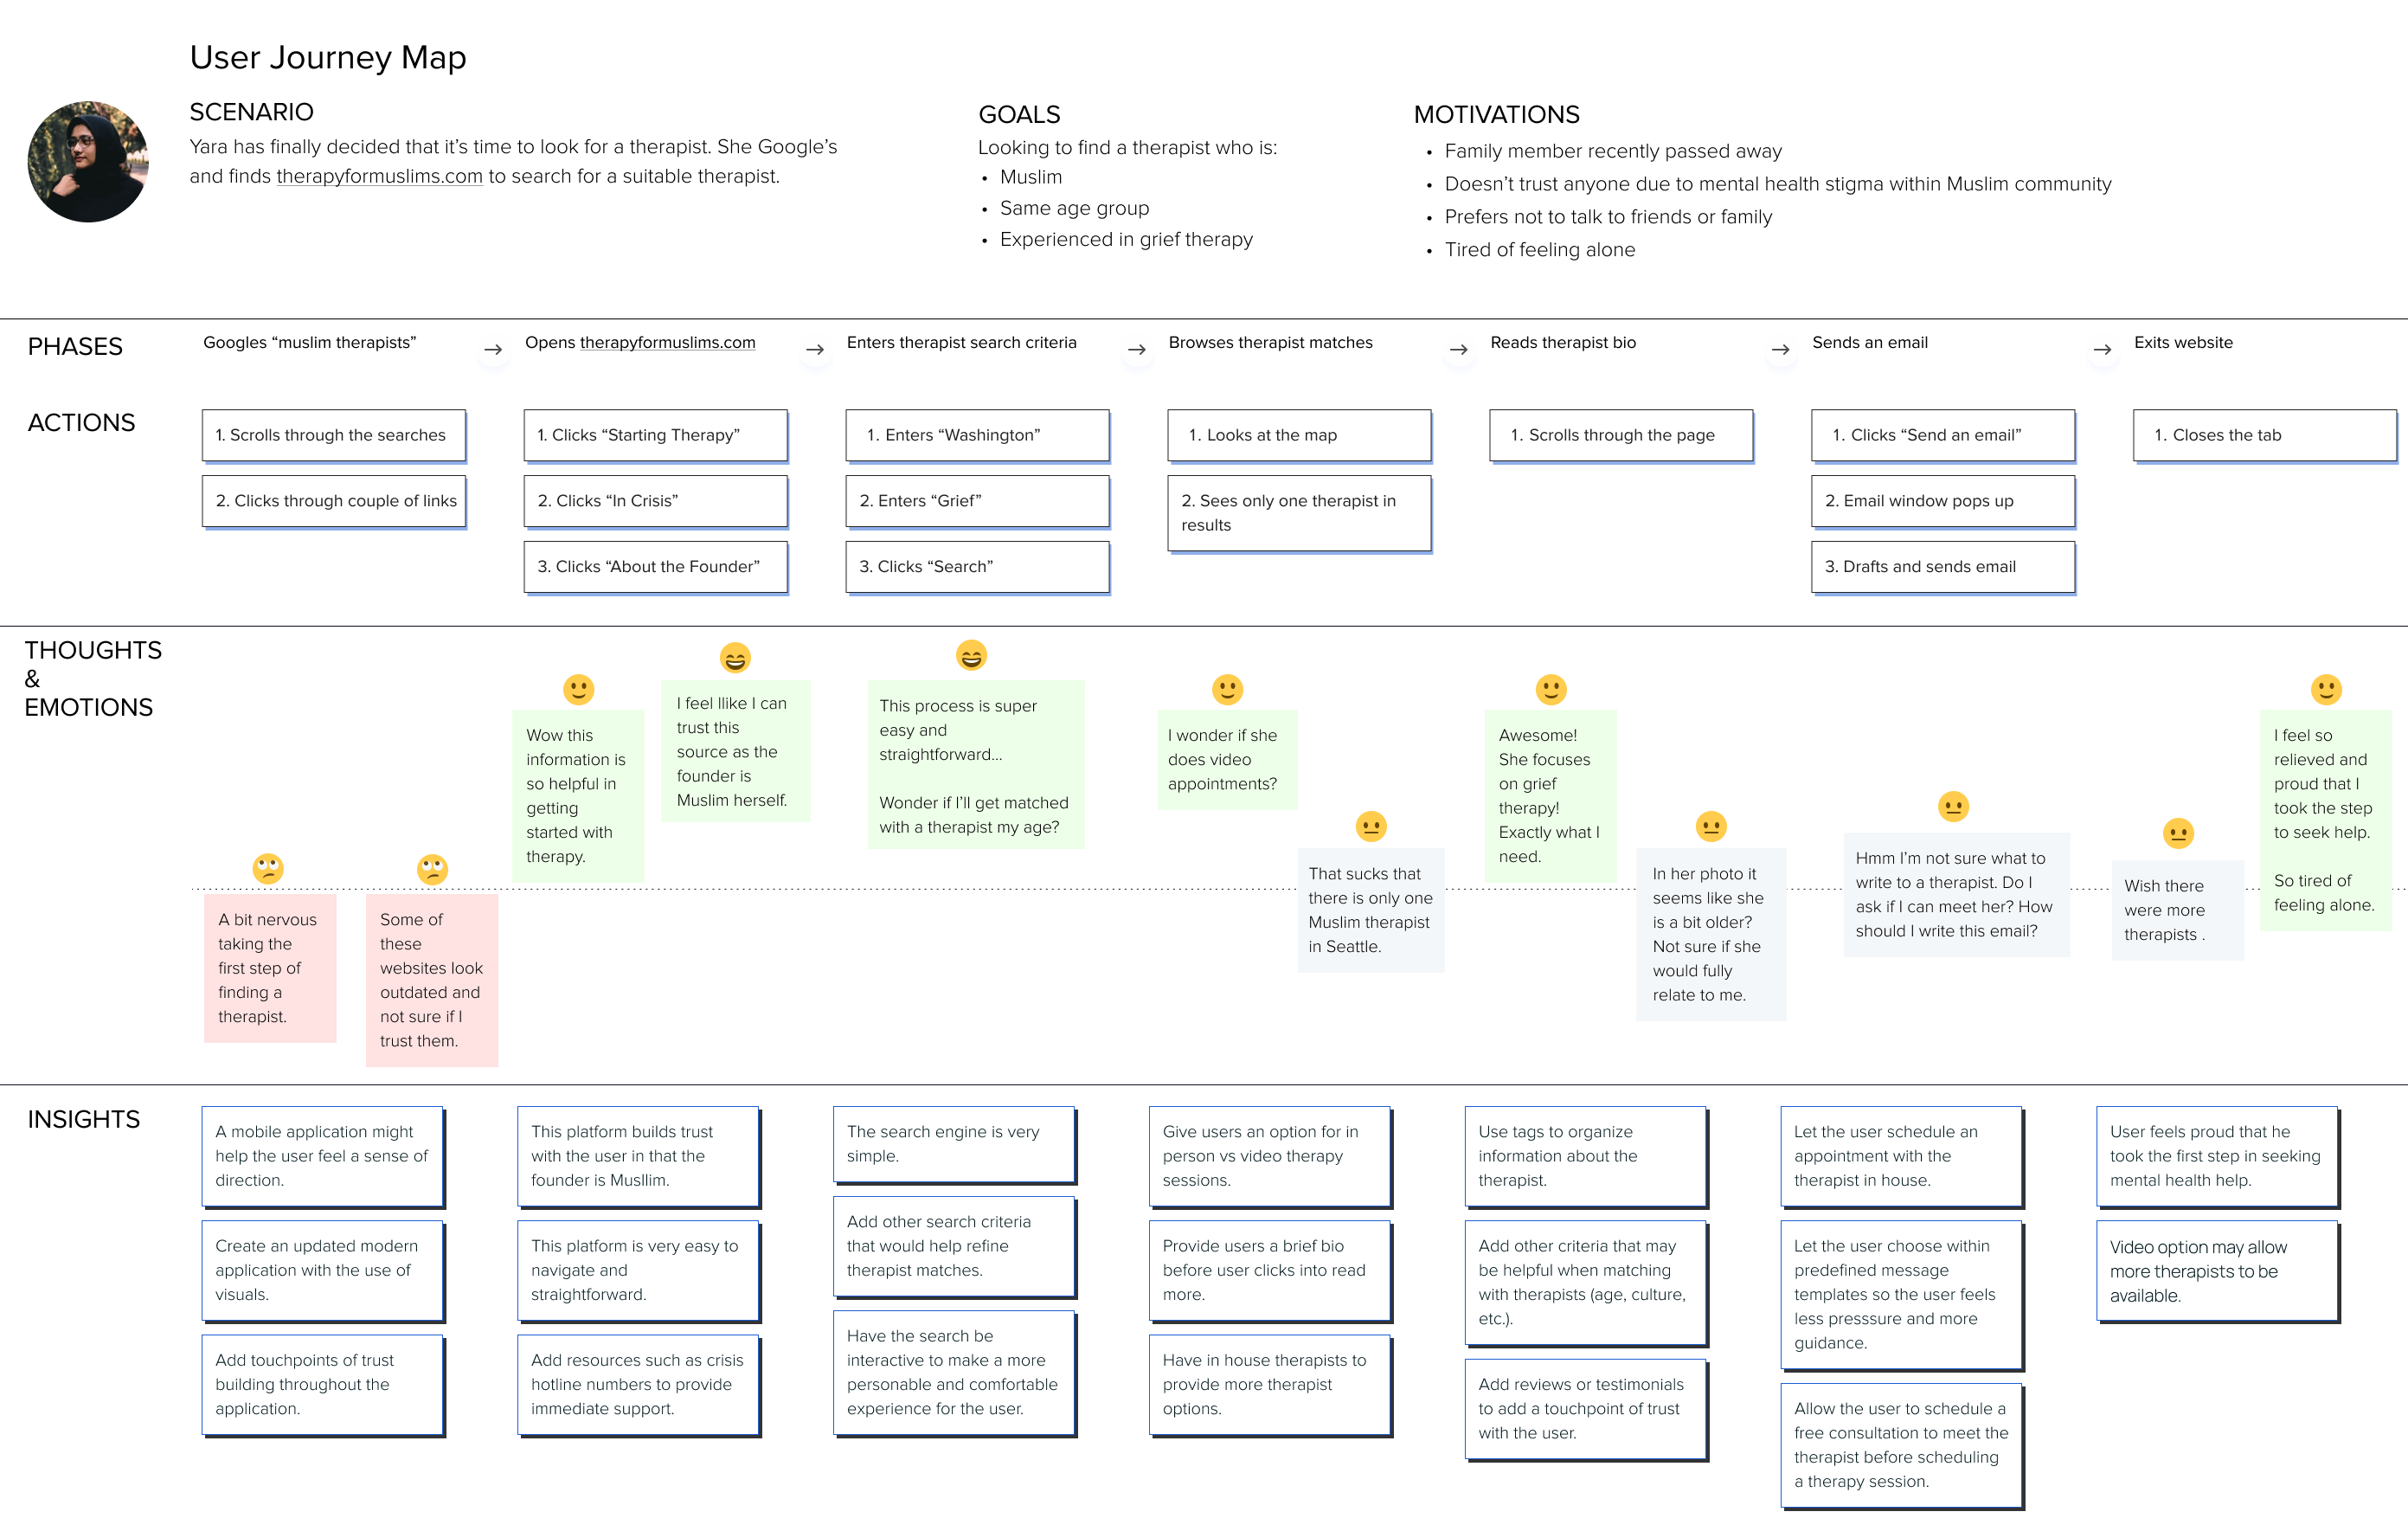 User Journey Map
SCENARIO
Yara has finally decided that it’s time to look for a therapist. She Google’s
and finds therapyformuslims.com to search for a suitable therapist.
GOALS
Looking to find a therapist who is:
• Muslim
• Same age group
• Experienced in grief therapy
MOTIVATIONS
• Family member recently passed away
• Doesn’t trust anyone due to mental health stigma within Muslim community
• Prefers not to talk to friends or family
• Tired of feeling alone
PHASES
Googles “muslim therapists”
→
Opens therapyformuslims.com
→
Enters therapist search criteria
→
Browses therapist matches
→
Reads therapist bio
→
Sends an email
→
Exits website
ACTIONS
1. Scrolls through the searches
2. Clicks through couple of links
1. Clicks “Starting Therapy”
2. Clicks “In Crisis”
3. Clicks “About the Founder”
1. Enters “Washington”
2. Enters “Grief”
3. Clicks “Search”
1. Looks at the map
2. Sees only one therapist in
results
1. Scrolls through the page
1. Clicks “Send an email”
2. Email window pops up
3. Drafts and sends email
1. Closes the tab
THOUGHTS
&
EMOTIONS
A bit nervous
taking the
first step of
finding a
therapist.
Some of
these
websites look
outdated and
not sure if I
trust them.
Wow this
information is
so helpful in
getting
started with
therapy.
I feel llike I can
trust this
source as the
founder is
Muslim herself.
This process is super
easy and
straightforward...
Wonder if I’ll get matched
with a therapist my age?
I wonder if she
does video
appointments?
That sucks that
there is only one
Muslim therapist
in Seattle.
Awesome!
She focuses
on grief
therapy!
Exactly what I
need.
In her photo it
seems like she
is a bit older?
Not sure if she
would fully
relate to me.
Hmm I’m not sure what to
write to a therapist. Do I
ask if I can meet her? How
should I write this email?
Wish there
were more
therapists .
I feel so
relieved and
proud that I
took the step
to seek help.
So tired of
feeling alone.
INSIGHTS
A mobile application might
help the user feel a sense of
direction.
Create an updated modern
application with the use of
visuals.
Add touchpoints of trust
building throughout the
application.
This platform builds trust
with the user in that the
founder is Musllim.
This platform is very easy to
navigate and
straightforward.
Add resources such as crisis
hotline numbers to provide
immediate support.
The search engine is very
simple.
Add other search criteria
that would help refine
therapist matches.
Have the search be
interactive to make a more
personable and comfortable
experience for the user.
Give users an option for in
person vs video therapy
sessions.
Provide users a brief bio
before user clicks into read
more.
Have in house therapists to
provide more therapist
options.
Use tags to organize
information about the
therapist.
Add other criteria that may
be helpful when matching
with therapists (age, culture,
etc.).
Add reviews or testimonials
to add a touchpoint of trust
with the user.
Let the user schedule an
appointment with the
therapist in house.
Let the user choose within
predefined message
templates so the user feels
less presssure and more
guidance.
Allow the user to schedule a
free consultation to meet the
therapist before scheduling
a therapy session.
User feels proud that he
took the first step in seeking
mental health help.
Video option may allow
more therapists to be
available.